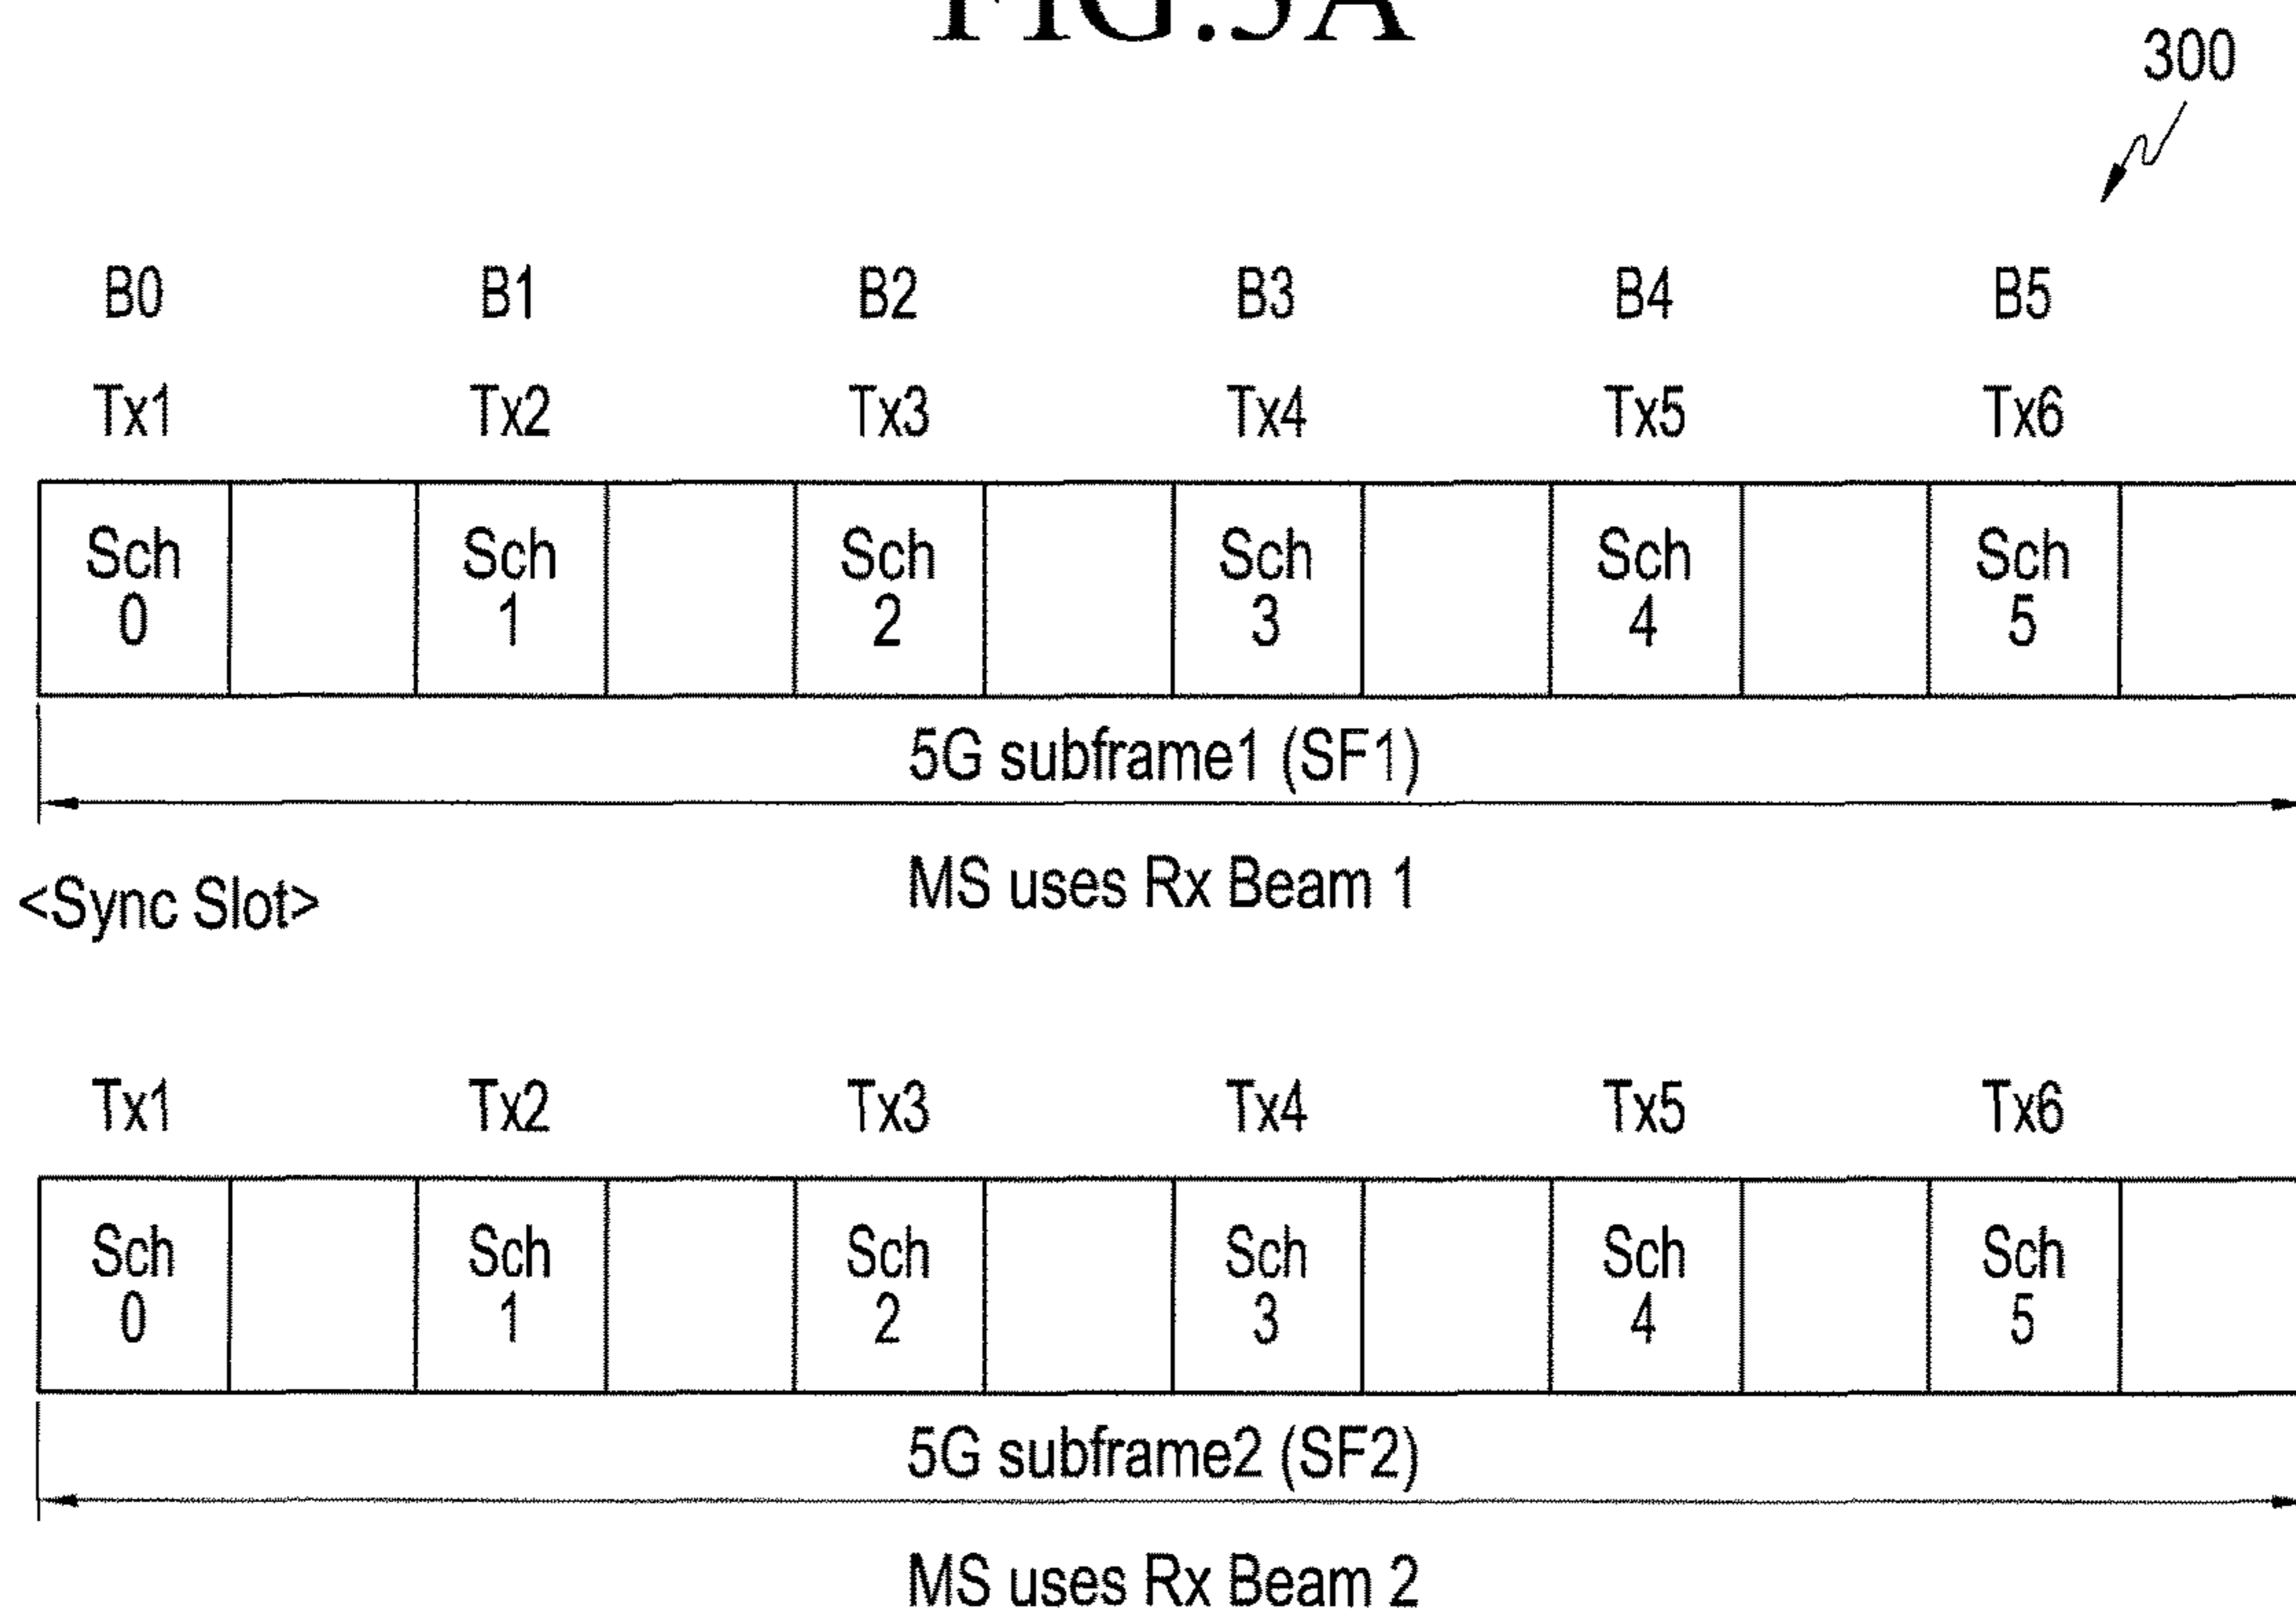 300
B0 B1 B2 B3 B4 B5
Tx1 Tx2 Tx3 Tx4 Tx5 Tx6
Sch Sch Sch Sch Sch Sch
0 1 2 3 4 5
5G subframe1 (SF1)
MS uses Rx Beam 1
<Sync Slot>
Tx1 Tx2 Tx3 Tx4 Tx5 Tx6
Sch Sch Sch Sch Sch Sch
0 1 2 3 4 5
5G subframe2 (SF2)
MS uses Rx Beam 2